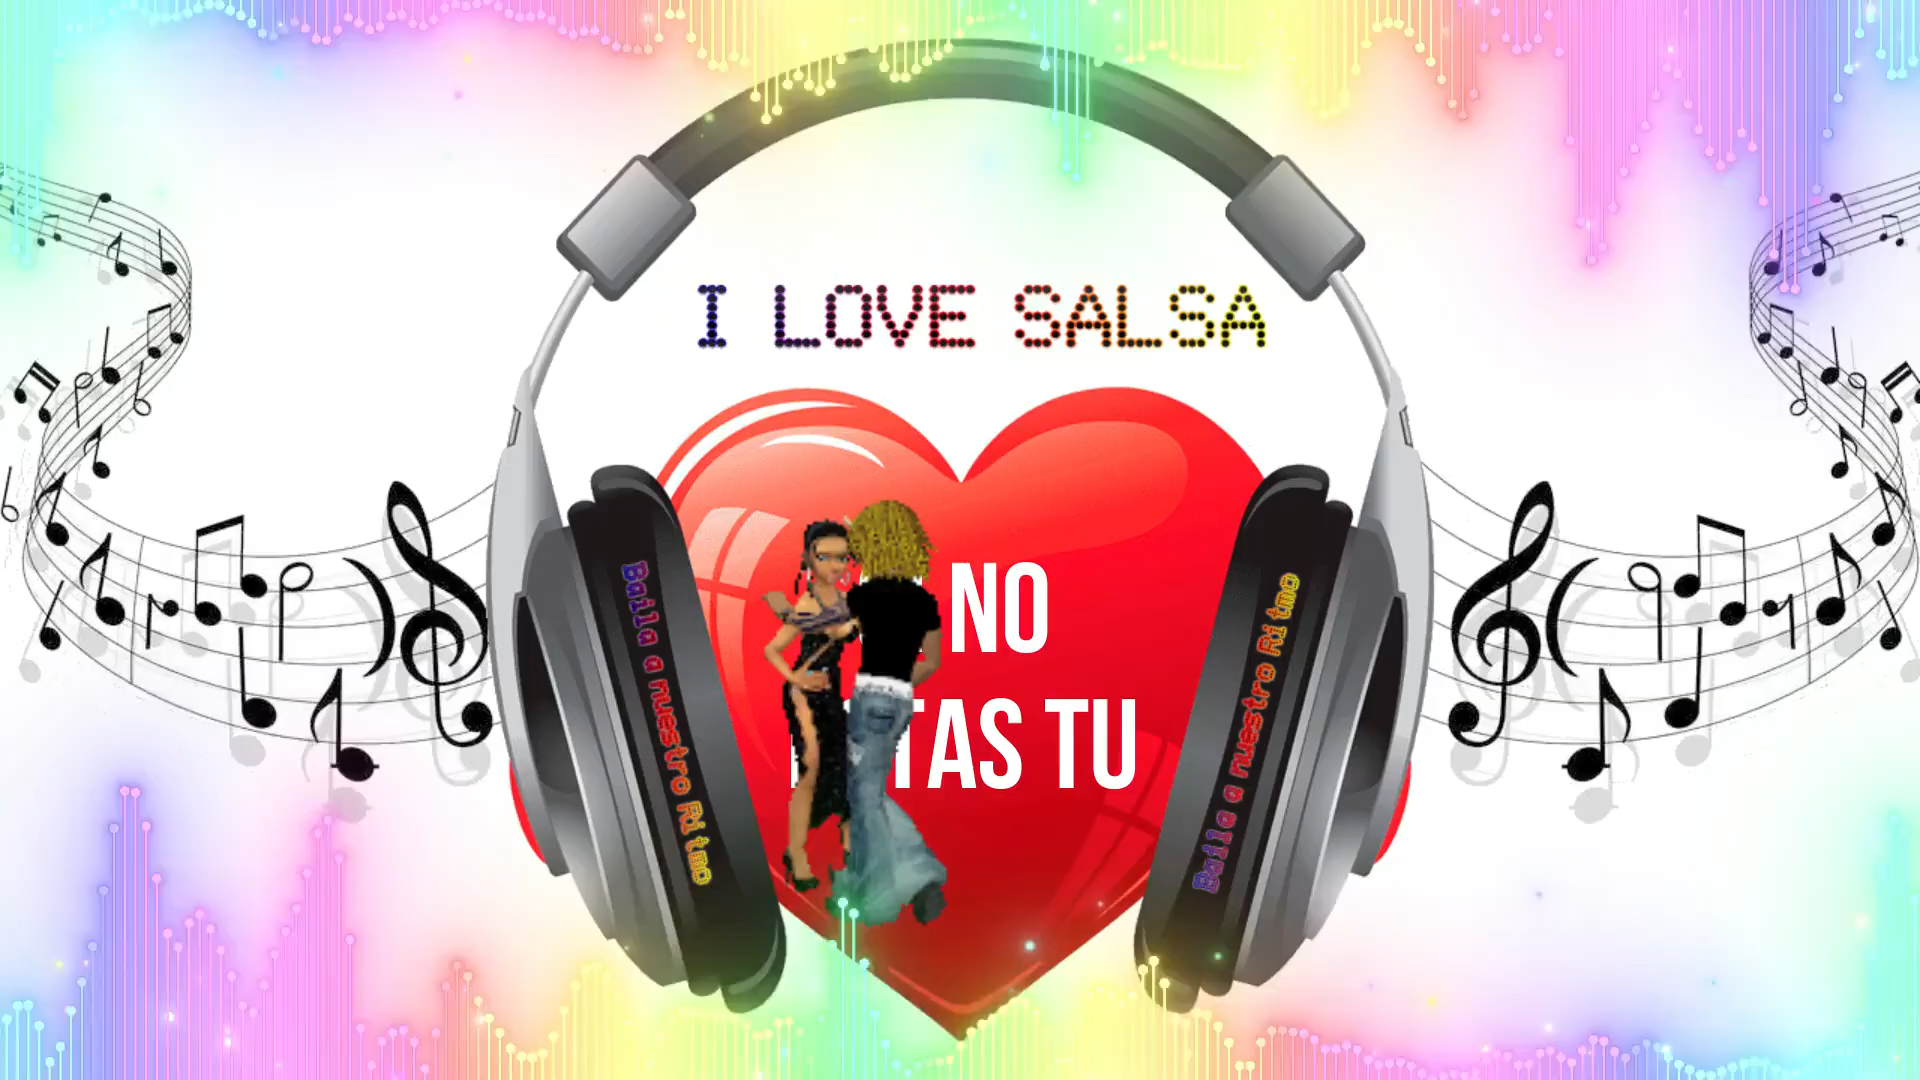 I LOVE SALSA
NO
TAS TU
Baila a nuestro Ritmo
Baila a nuestro Ritmo